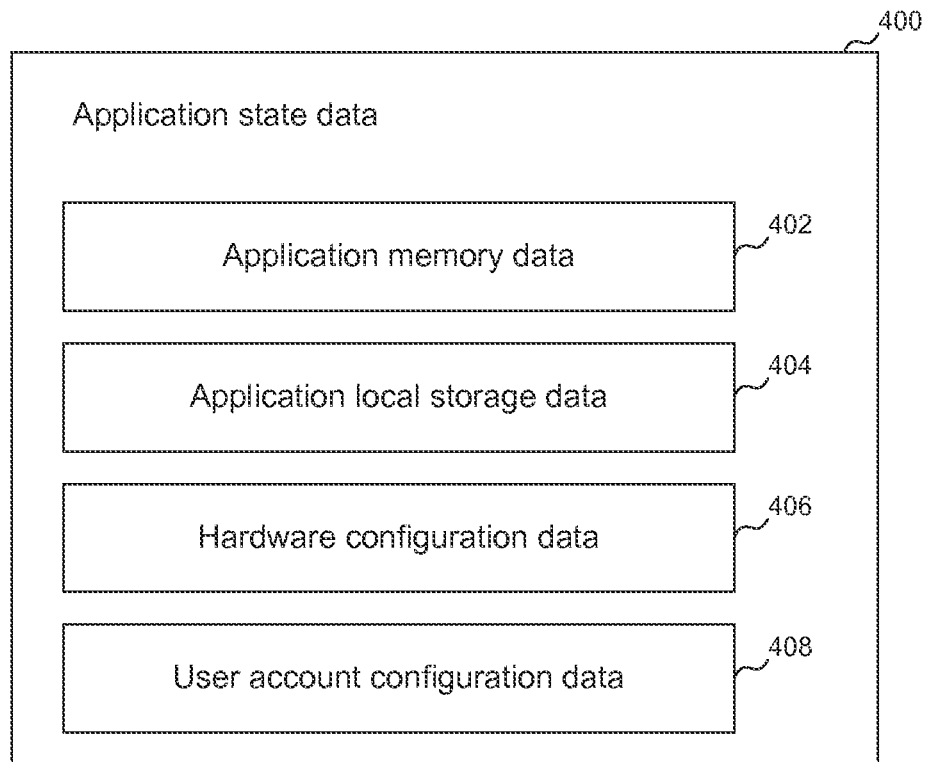 400
Application state data
402
Application memory data
404
Application local storage data
406
Hardware configuration data
408
User account configuration data